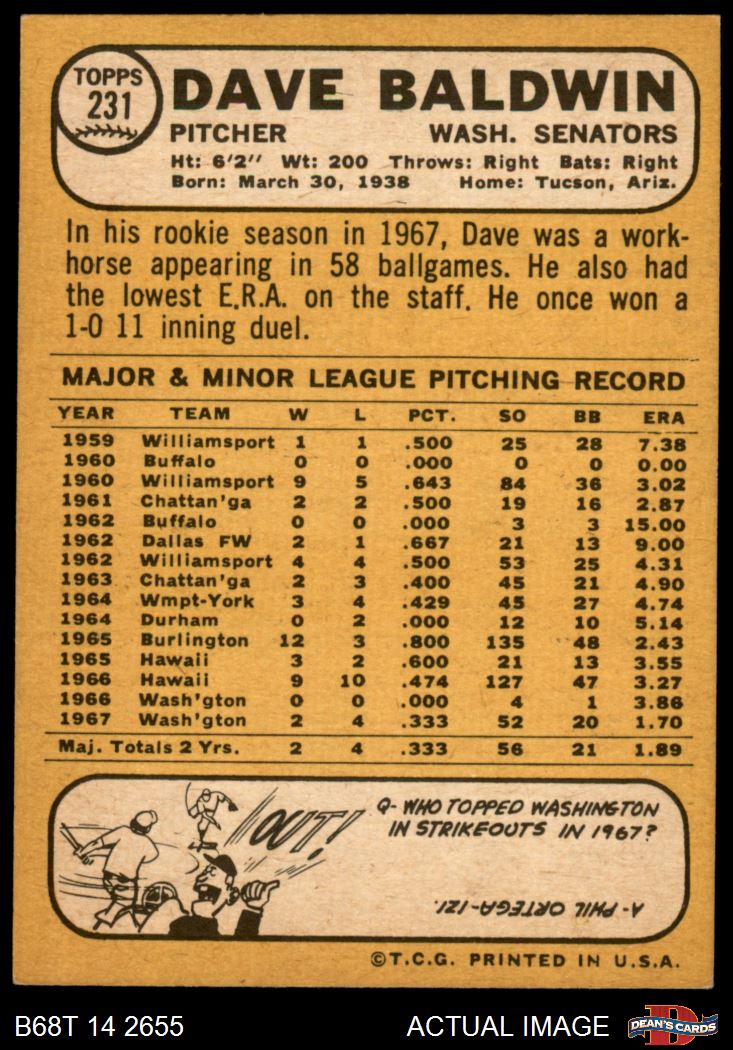 TOPPS
231
DAVE BALDWIN
PITCHER WASH. SENATORS
Ht: 6'2" Wt: 200 Throws: Right Bats: Right
Born: March 30, 1938 Home: Tucson, Ariz.
In his rookie season in 1967, Dave was a work-
horse appearing in 58 ballgames. He also had
the lowest E.R.A. on the staff. He once won a
1-0 11 inning duel.
MAJOR & MINOR LEAGUE PITCHING RECORD
YEAR TEAM W L PCT. SO BB ERA
1959 Williamsport 1 1 .500 25 28 7.38
1960 Buffalo 0 0 .000 0 0 0.00
1960 Williamsport 9 5 .643 84 36 3.02
1961 Chattan'ga 2 2 .500 19 16 2.87
1962 Buffalo 0 0 .000 3 3 15.00
1962 Dallas FW 2 1 .667 21 13 9.00
1962 Williamsport 4 4 .500 53 25 4.31
1963 Chattan'ga 2 3 .400 45 21 4.90
1964 Wmpt-York 3 4 .429 45 27 4.74
1964 Durham 0 2 .000 12 10 5.14
1965 Burlington 12 3 .800 135 48 2.43
1965 Hawaii 3 2 .600 21 13 3.55
1966 Hawaii 9 10 .474 127 47 3.27
1966 Wash'gton 0 0 .000 4 1 3.86
1967 Wash'gton 2 4 .333 52 20 1.70
Maj. Totals 2 Yrs. 2 4 .333 56 21 1.89
OUT!
Q- WHO TOPPED WASHINGTON
IN STRIKEOUTS IN 1967?
A- PHIL ORTEGA-121.
©T.C.G. PRINTED IN U.S.A.
B68T 14 2655 ACTUAL IMAGE
D
DEAN'S CARDS